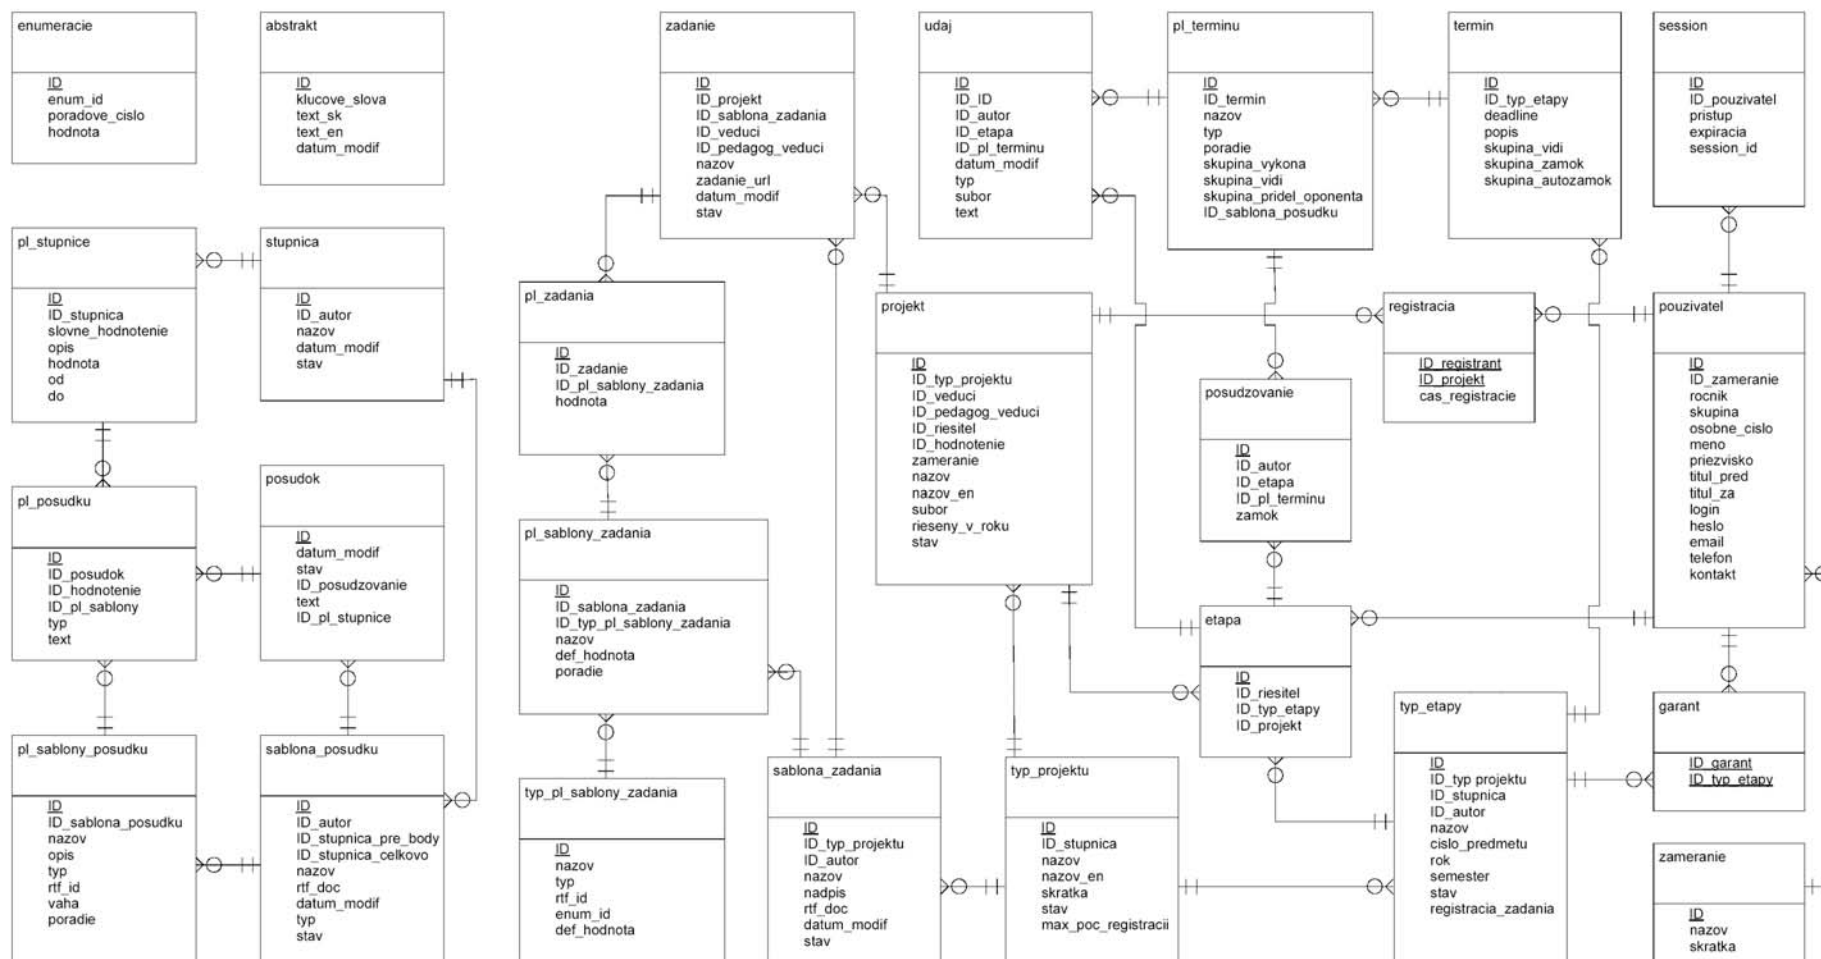 enumeracie
ID
enum_id
poradove_cislo
hodnota
abstrakt
ID
klucove_slova
text_sk
text_en
datum_modif
zadanie
ID
ID_projekt
ID_sablona_zadania
ID_veduci
ID_pedagog_veduci
nazov
zadanie_url
datum_modif
stav
udaj
ID
ID_ID
ID_autor
ID_etapa
ID_pl_terminu
datum_modif
typ
subor
text
pl_terminu
ID
ID_termin
nazov
typ
poradie
skupina_vykona
skupina_vidi
skupina_pridel_oponenta
ID_sablona_posudku
termin
ID
ID_typ_etapy
deadline
popis
skupina_vidi
skupina_zamok
skupina_autozamok
session
ID
ID_pouzivatel
pristup
expiracia
session_id
pl_stupnice
ID
ID_stupnica
slovne_hodnotenie
opis
hodnota
od
do
stupnica
ID
ID_autor
nazov
datum_modif
stav
pl_zadania
ID
ID_zadanie
ID_pl_sablony_zadania
hodnota
projekt
ID
ID_typ_projektu
ID_veduci
ID_pedagog_veduci
ID_riesitel
ID_hodnotenie
zameranie
nazov
nazov_en
subor
rieseny_v_roku
stav
registracia
ID_registrant
ID_projekt
cas_registracie
pouzivatel
ID
ID_zameranie
rocnik
skupina
osobne_cislo
meno
priezvisko
titul_pred
titul_za
login
heslo
email
telefon
kontakt
posudzovanie
ID
ID_autor
ID_etapa
ID_pl_terminu
zamok
pl_posudku
ID
ID_posudok
ID_hodnotenie
ID_pl_sablony
typ
text
posudok
ID
datum_modif
stav
ID_posudzovanie
text
ID_pl_stupnice
pl_sablony_zadania
ID
ID_sablona_zadania
ID_typ_pl_sablony_zadania
nazov
def_hodnota
poradie
etapa
ID
ID_riesitel
ID_typ_etapy
ID_projekt
typ_etapy
ID
ID_typ projektu
ID_stupnica
ID_autor
nazov
cislo_predmetu
rok
semester
stav
registracia_zadania
garant
ID_garant
ID_typ_etapy
pl_sablony_posudku
ID
ID_sablona_posudku
nazov
opis
typ
rtf_id
vaha
poradie
sablona_posudku
ID
ID_autor
ID_stupnica_pre_body
ID_stupnica_celkovo
nazov
rtf_doc
datum_modif
typ
stav
typ_pl_sablony_zadania
ID
nazov
typ
rtf_id
enum_id
def_hodnota
sablona_zadania
ID
ID_typ_projektu
ID_autor
nazov
nadpis
rtf_doc
datum_modif
stav
typ_projektu
ID
ID_stupnica
nazov
nazov_en
skratka
stav
max_poc_registracii
zameranie
ID
nazov
skratka